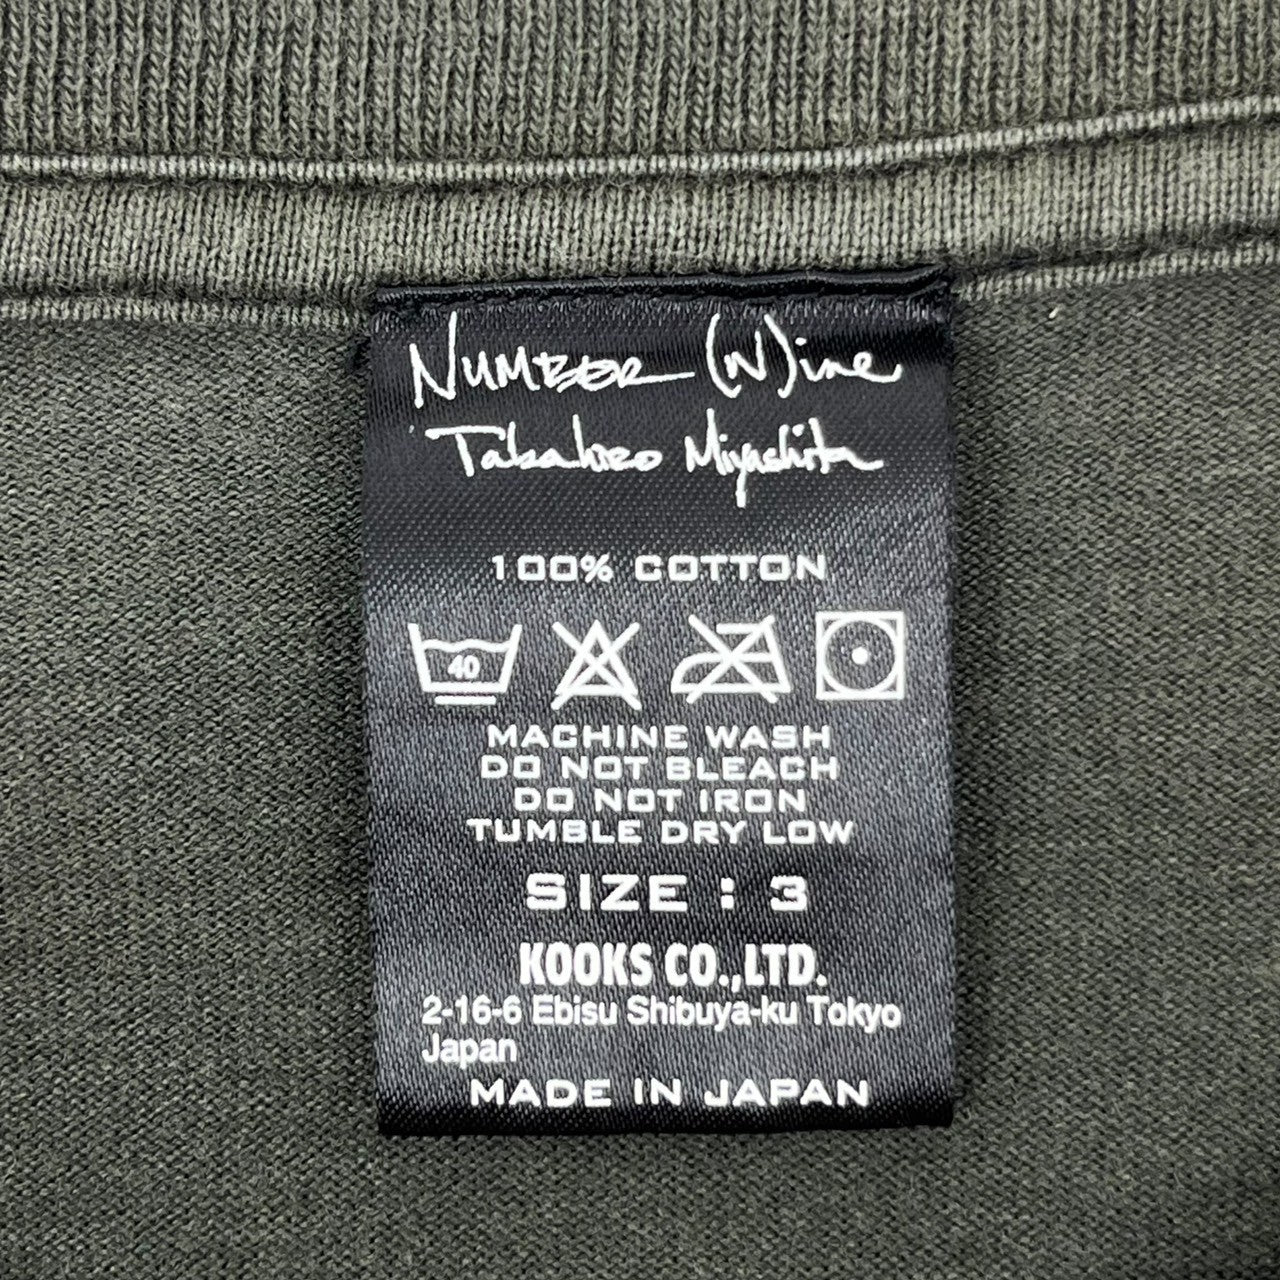 NUMBER (N)ine
Takahiro Miyashita
100% COTTON
40
MACHINE WASH
DO NOT BLEACH
DO NOT IRON
TUMBLE DRY LOW
SIZE : 3
KOOKS CO.,LTD.
2-16-6 Ebisu Shibuya-ku Tokyo
Japan
MADE IN JAPAN